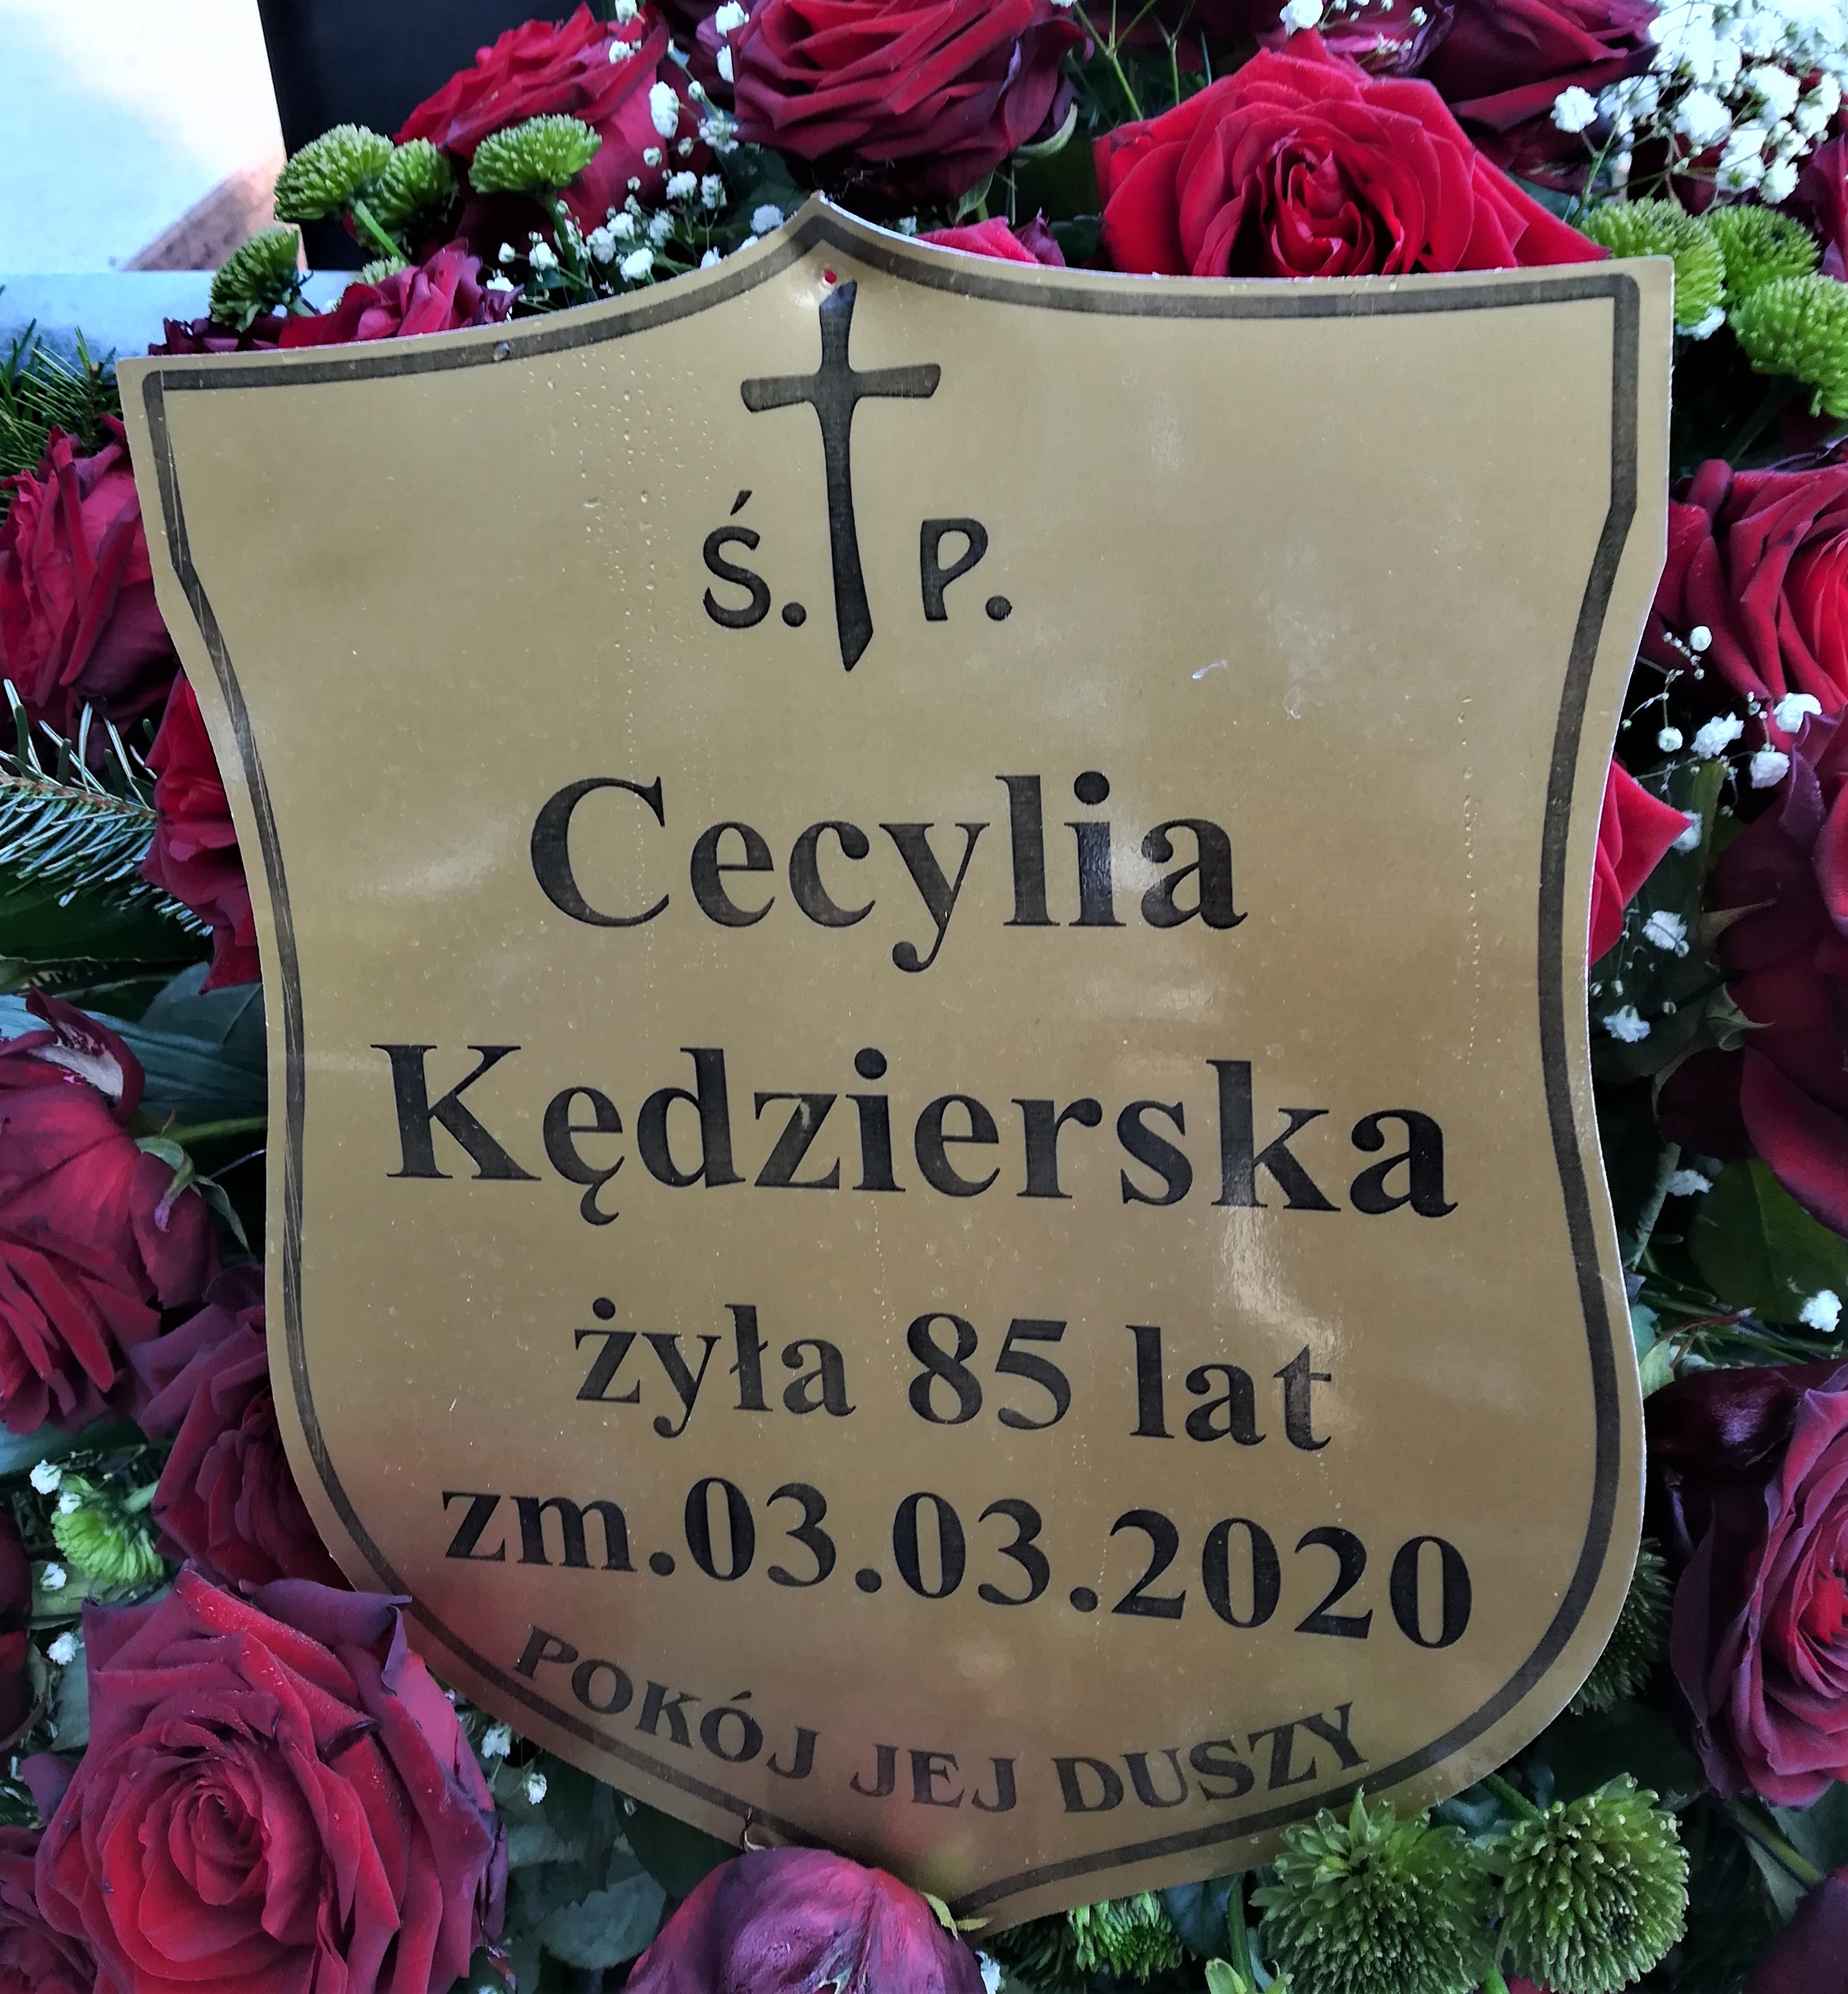 Ś. P.
Cecylia
Kędzierska
żyła 85 lat
zm.03.03.2020
POKÓJ JEJ DUSZY